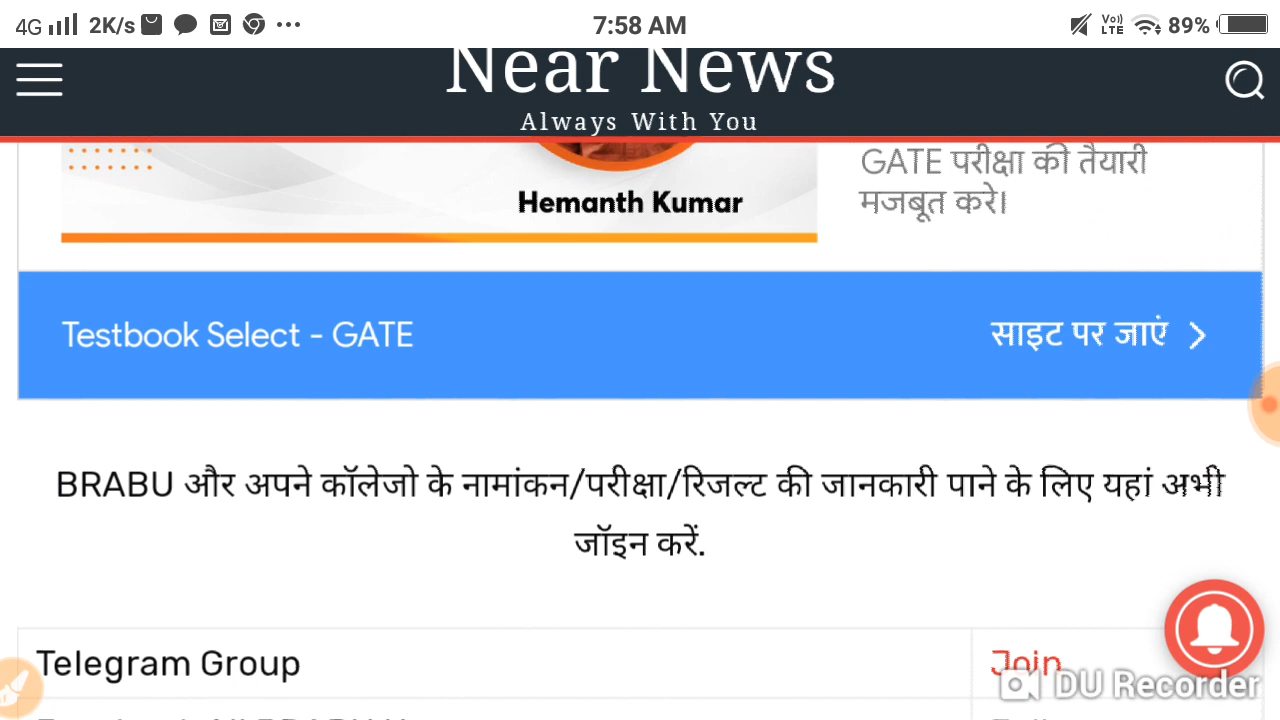 4G 2K/s 7:58 AM Vo) LTE 89%
Near News
Always With You
GATE परीक्षा की तैयारी
मजबूत करे।
Hemanth Kumar
Testbook Select - GATE साइट पर जाएं
BRABU और अपने कॉलेजो के नामांकन/परीक्षा/रिजल्ट की जानकारी पाने के लिए यहां अभी
जॉइन करें.
Telegram Group Join
DU Recorder